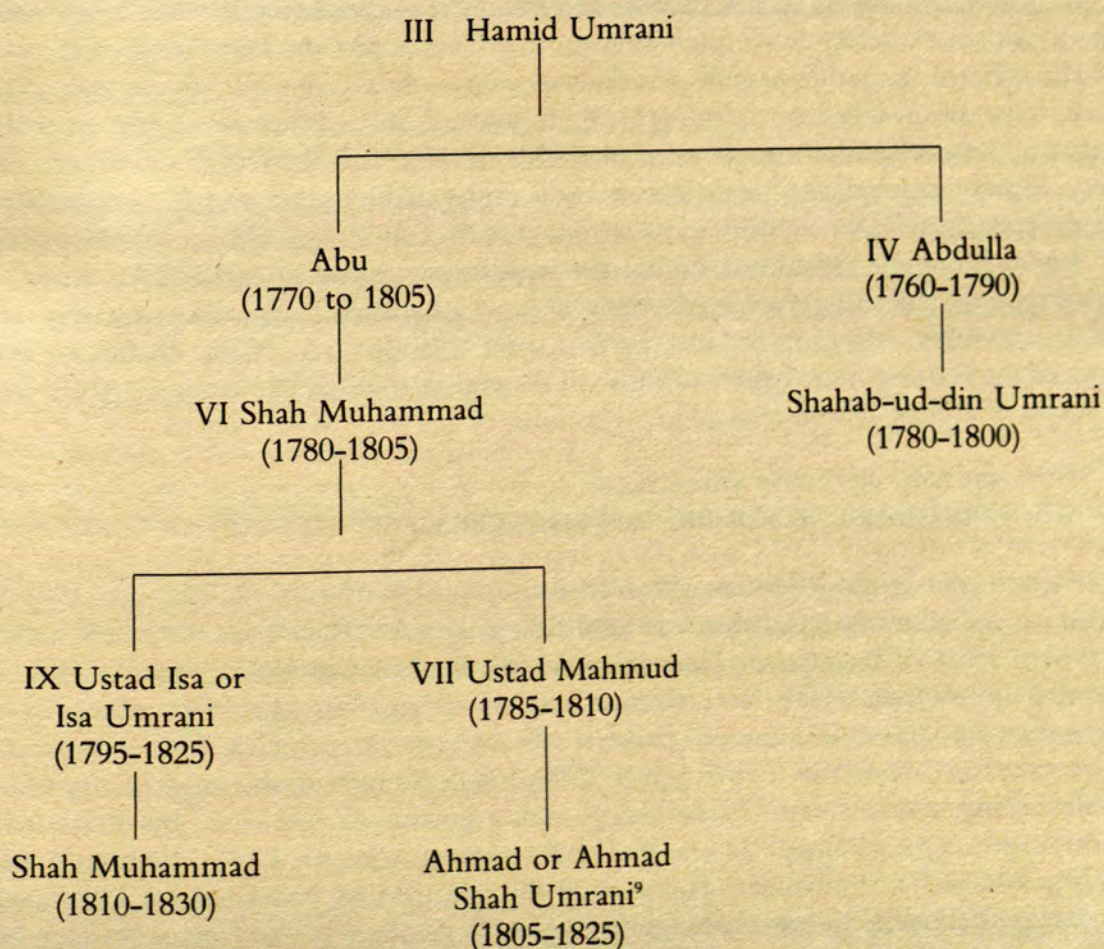 III Hamid Umrani
Abu
(1770 to 1805)
IV Abdulla
(1760-1790)
VI Shah Muhammad
(1780-1805)
Shahab-ud-din Umrani
(1780-1800)
IX Ustad Isa or
Isa Umrani
(1795-1825)
VII Ustad Mahmud
(1785-1810)
Shah Muhammad
(1810-1830)
Ahmad or Ahmad
Shah Umrani⁹
(1805-1825)